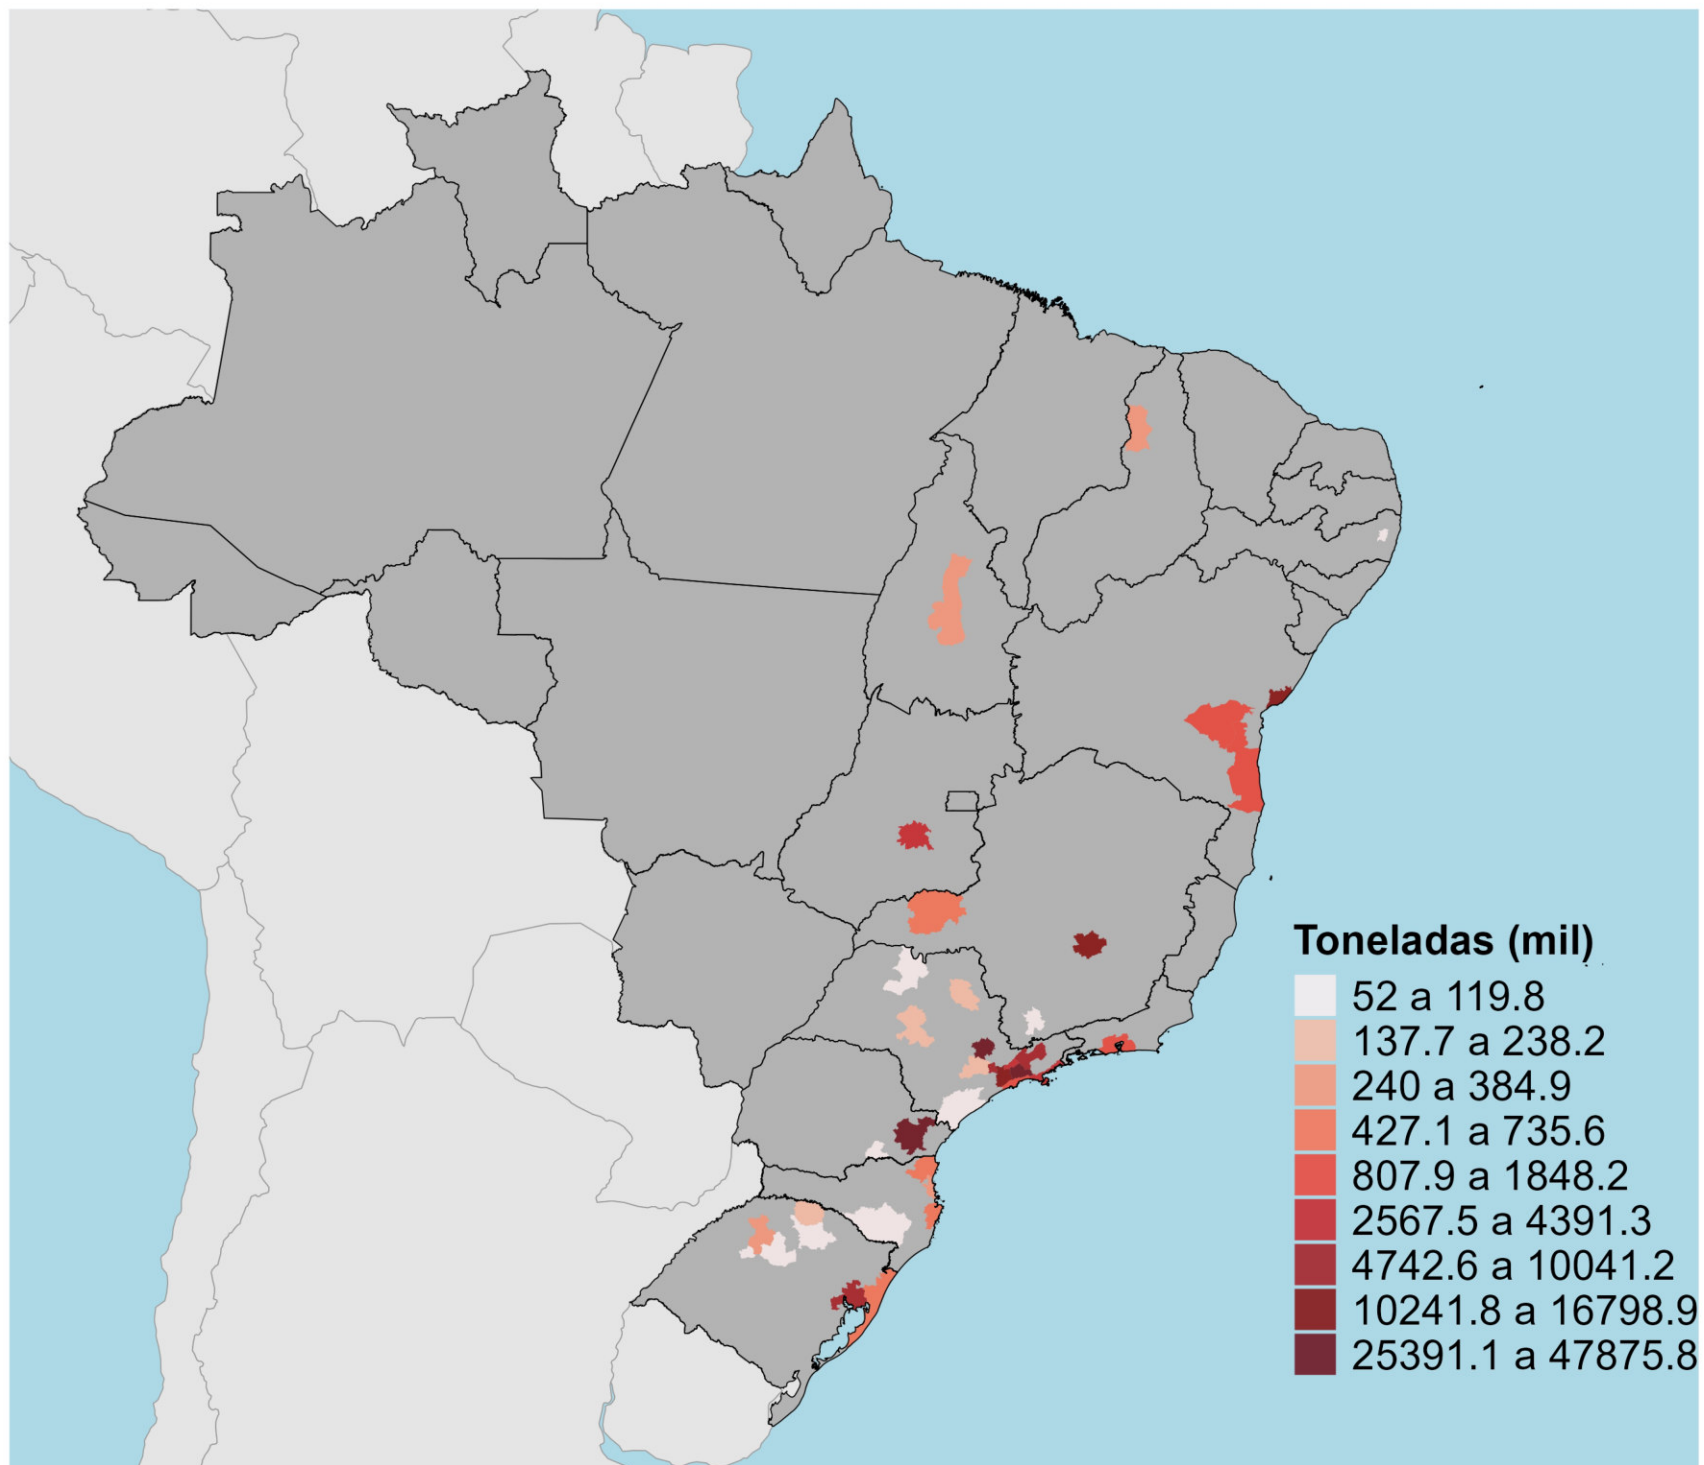 Toneladas (mil)
52 a 119.8
137.7 a 238.2
240 a 384.9
427.1 a 735.6
807.9 a 1848.2
2567.5 a 4391.3
4742.6 a 10041.2
10241.8 a 16798.9
25391.1 a 47875.8